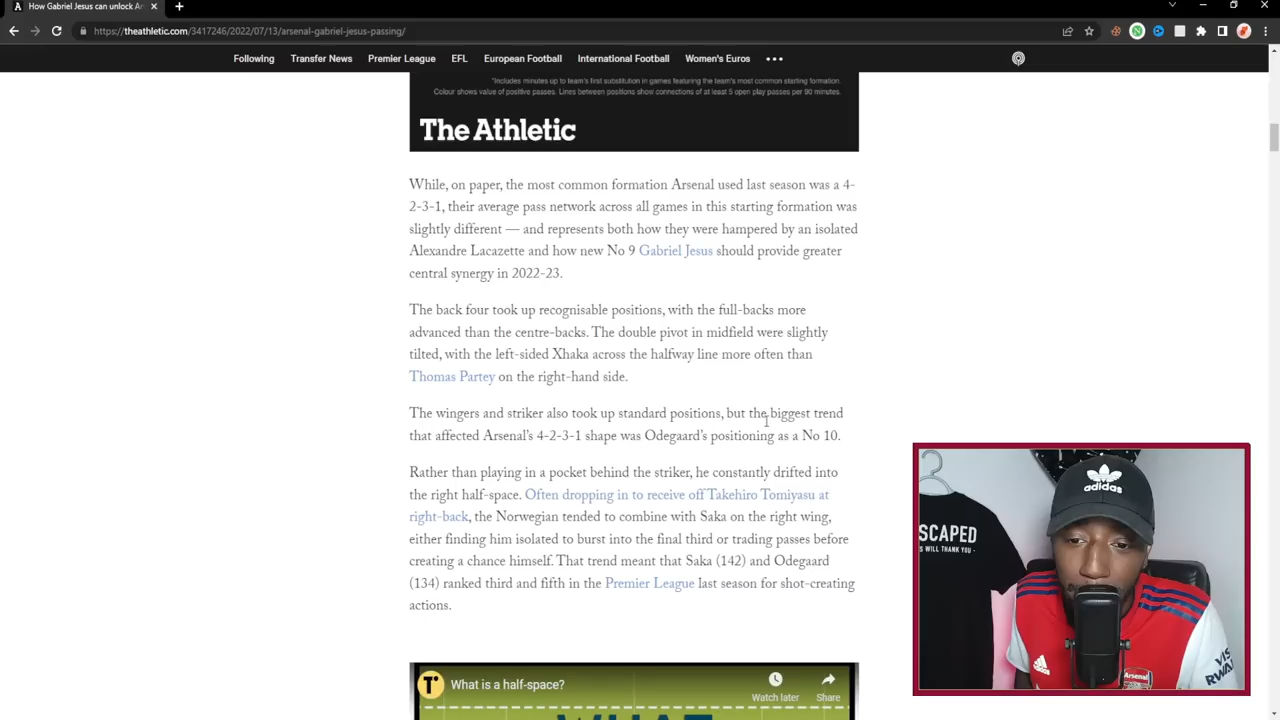 How Gabriel Jesus can unlock Ar
https://theathletic.com/3417246/2022/07/13/arsenal-gabriel-jesus-passing/
Following Transfer News Premier League EFL European Football International Football Women's Euros
*Includes minutes up to team's first substitution in games featuring the team's most common starting formation.
Colour shows value of positive passes. Lines between positions show connections of at least 5 open play passes per 90 minutes.
The Athletic
While, on paper, the most common formation Arsenal used last season was a 4-
2-3-1, their average pass network across all games in this starting formation was
slightly different — and represents both how they were hampered by an isolated
Alexandre Lacazette and how new No 9 Gabriel Jesus should provide greater
central synergy in 2022-23.
The back four took up recognisable positions, with the full-backs more
advanced than the centre-backs. The double pivot in midfield were slightly
tilted, with the left-sided Xhaka across the halfway line more often than
Thomas Partey on the right-hand side.
The wingers and striker also took up standard positions, but the biggest trend
that affected Arsenal's 4-2-3-1 shape was Odegaard's positioning as a No 10.
Rather than playing in a pocket behind the striker, he constantly drifted into
the right half-space. Often dropping in to receive off Takehiro Tomiyasu at
right-back, the Norwegian tended to combine with Saka on the right wing,
either finding him isolated to burst into the final third or trading passes before
creating a chance himself. That trend meant that Saka (142) and Odegaard
(134) ranked third and fifth in the Premier League last season for shot-creating
actions.
T What is a half-space?
Watch later Share
WHAT
adidas
SCAPED
S WILL THANK YOU -
VIS
RWA
Arsenal